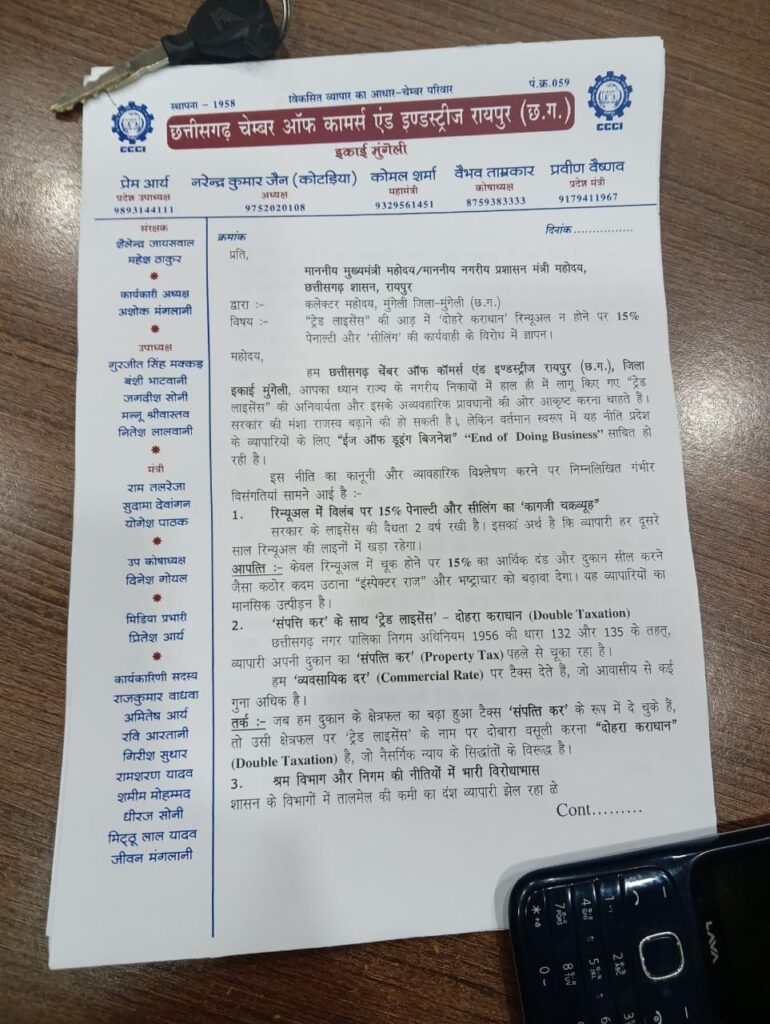 स्थापना - 1958
विकसित व्यापार का आधार-चेम्बर परिवार
पं.क्र.059
छत्तीसगढ़ चेम्बर ऑफ कामर्स एंड इण्डस्ट्रीज रायपुर (छ.ग.)
CCCI
CCCI
इकाई मुंगेली
प्रेम आर्य
प्रदेश उपाध्यक्ष
9893144111
नरेन्द्र कुमार जैन (कोटड़िया)
अध्यक्ष
9752020108
कोमल शर्मा
महामंत्री
9329561451
वैभव ताम्रकार
कोषाध्यक्ष
8759383333
प्रवीण वैष्णव
प्रदेश मंत्री
9179411967
संरक्षक
शैलेन्द्र जायसवाल
महेश ठाकुर
कार्यकारी अध्यक्ष
अशोक मंगलानी
उपाध्यक्ष
गुरजीत सिंह मक्कड़
बंशी भाटवानी
जगदीश सोनी
मन्नू श्रीवास्तव
नितेश लालवानी
मंत्री
राम तलरेजा
सुदामा देवांगन
योगेश पाठक
उप कोषाध्यक्ष
दिनेश गोयल
मिडिया प्रभारी
प्रितेश आर्य
कार्यकारिणी सदस्य
राजकुमार वाधवा
अमितेष आर्य
रवि आरतानी
गिरीश सुथार
रामशरण यादव
शमीम मोहम्मद
धीरज सोनी
मिट्ठू लाल यादव
जीवन मंगलानी
क्रमांक
दिनांक ...............
प्रति,
माननीय मुख्यमंत्री महोदय/माननीय नगरीय प्रशासन मंत्री महोदय,
छत्तीसगढ़ शासन, रायपुर
द्वारा :- कलेक्टर महोदय, मुंगेली जिला-मुंगेली (छ.ग.)
विषय :- "ट्रेड लाइसेंस" की आड़ में 'दोहरे कराधान' रिन्यूअल न होने पर 15%
पेनाल्टी और 'सीलिंग' की कार्यवाही के विरोध में ज्ञापन।
महोदय,
हम छत्तीसगढ़ चेंबर ऑफ कॉमर्स एंड इण्डस्ट्रीज रायपुर (छ.ग.), जिला
इकाई मुंगेली, आपका ध्यान राज्य के नगरीय निकायों में हाल ही में लागू किए गए "ट्रेड
लाइसेंस" की अनिवार्यता और इसके अव्यवहारिक प्रावधानों की ओर आकृष्ट करना चाहते हैं।
सरकार की मंशा राजस्व बढ़ाने की हो सकती है।, लेकिन वर्तमान स्वरूप में यह नीति प्रदेश
के व्यापारियों के लिए "ईज ऑफ डूइंग बिजनेश" "End of Doing Business" साबित हो
रही है।
इस नीति का कानूनी और व्यावहारिक विश्लेषण करने पर निम्नलिखित गंभीर
विसंगतियां सामने आई है :-
1. रिन्यूअल में विलंब पर 15% पेनाल्टी और सीलिंग का 'कागजी चक्रव्यूह"
सरकार के लाइसेंस की वैधता 2 वर्ष रखी है। इसका अर्थ है कि व्यापारी हर दूसरे
साल रिन्यूअल की लाइनों में खड़ा रहेगा।
आपत्ति :- केवल रिन्यूअल में चूक होने पर 15% का आर्थिक दंड और दुकान सील करने
जैसा कठोर कदम उठाना "इंस्पेक्टर राज" और भष्ट्राचार को बढ़ावा देगा। यह व्यापारियों का
मानसिक उत्पीड़न है।
2. 'संपत्ति कर' के साथ 'ट्रेड लाइसेंस' - दोहरा कराधान (Double Taxation)
छत्तीसगढ़ नगर पालिका निगम अधिनियम 1956 की धारा 132 और 135 के तहत्,
व्यापारी अपनी दुकान का 'संपत्ति कर' (Property Tax) पहले से चूका रहा है।
हम 'व्यवसायिक दर' (Commercial Rate) पर टैक्स देते हैं, जो आवासीय से कई
गुना अधिक है।
तर्क :- जब हम दुकान के क्षेत्रफल का बढ़ा हुआ टैक्स 'संपत्ति कर' के रूप में दे चुके हैं,
तो उसी क्षेत्रफल पर 'ट्रेड लाइसेंस' के नाम पर दोबारा वसूली करना "दोहरा कराधान"
(Double Taxation) है, जो नैसर्गिक न्याय के सिद्धांतों के विरूद्ध है।
3. श्रम विभाग और निगम की नीतियों में भारी विरोधाभास
शासन के विभागों में तालमेल की कमी का दंश व्यापारी झेल रहा ळे
Cont.........
LAVA